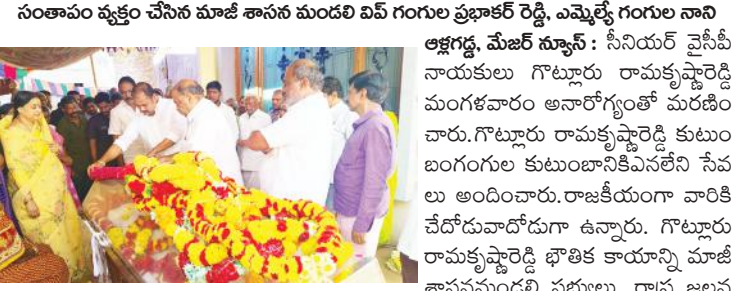 సంతాపం వ్యక్తం చేసిన మాజీ శాసన మండలి విప్ గంగుల ప్రభాకర్ రెడ్డి, ఎమ్మెల్యే గంగుల నాని
ఆళ్లగడ్డ, మేజర్ న్యూస్ : సీనియర్ వైసీపీ
నాయకులు గొట్లూరు రామకృష్ణారెడ్డి
మంగళవారం అనారోగ్యంతో మరణిం
చారు.గొట్లూరు రామకృష్ణారెడ్డి కుటుం
బంగంగుల కుటుంబానికిఎనలేని సేవ
లు అందించారు.రాజకీయంగా వారికి
చేదోడువాదోడుగా ఉన్నారు. గొట్లూరు
రామకృష్ణారెడ్డి భౌతిక కాయాన్ని మాజీ